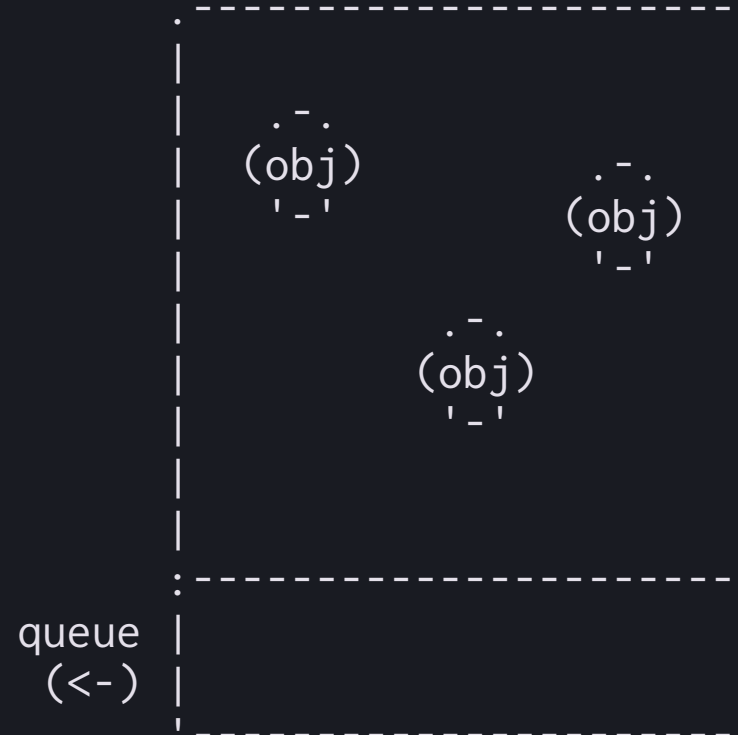 .----------------------
|
|    .-.
|   (obj)         .-.
|    '-'         (obj)
|                 '-'
|           .-.
|          (obj)
|           '-'
|
|
:----------------------
queue |
(<-) |
'----------------------